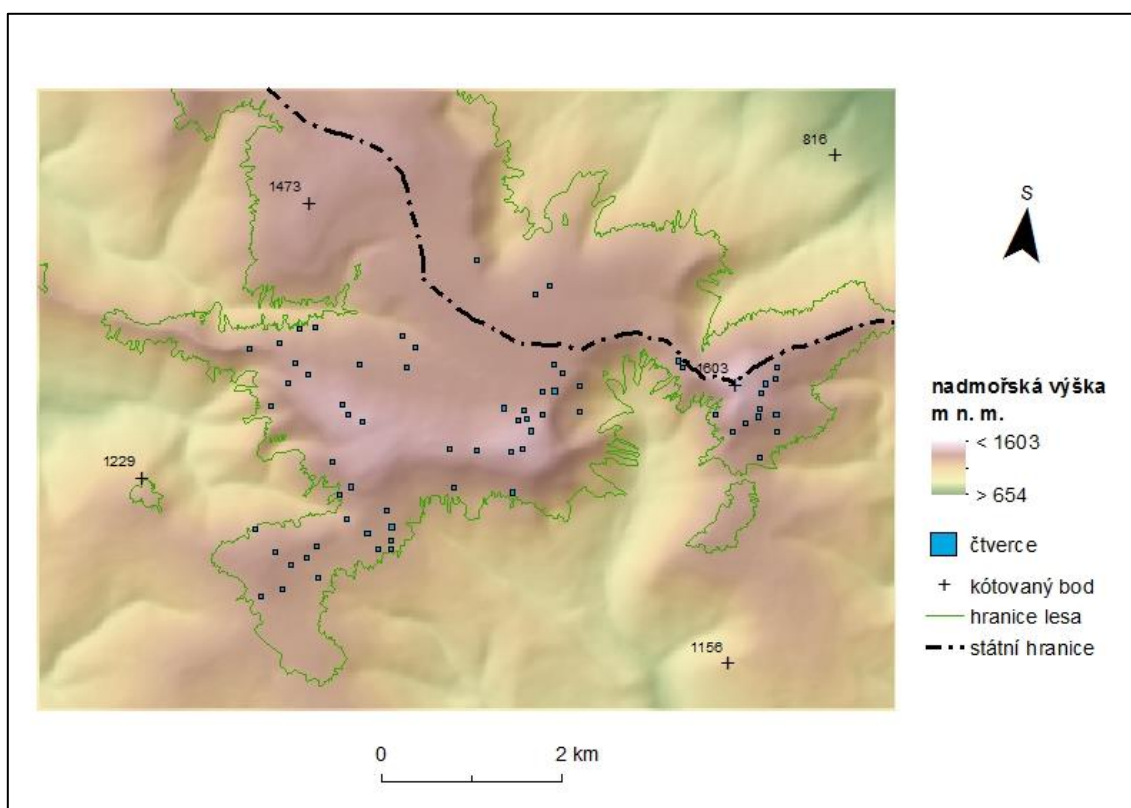 816
1473
1603
1229
1156
S
nadmořská výška
m n. m.
< 1603
> 654
čtverce
kótovaný bod
hranice lesa
státní hranice
0 2 km